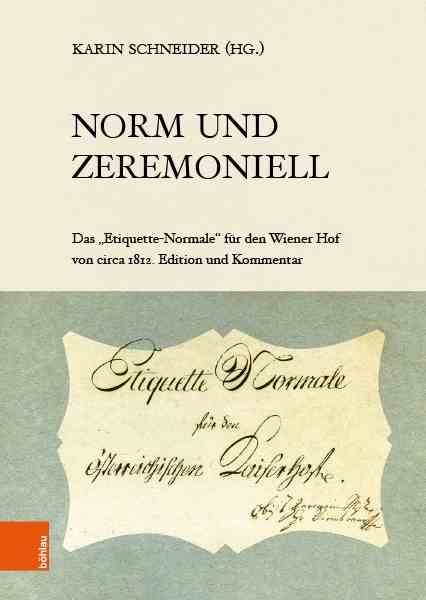 KARIN SCHNEIDER (HG.)
NORM UND
ZEREMONIELL
Das „Etiquette-Normale“ für den Wiener Hof
von circa 1812. Edition und Kommentar
Etiquette Normale
für den
österreichischen Kaiserhofe.
böhlau